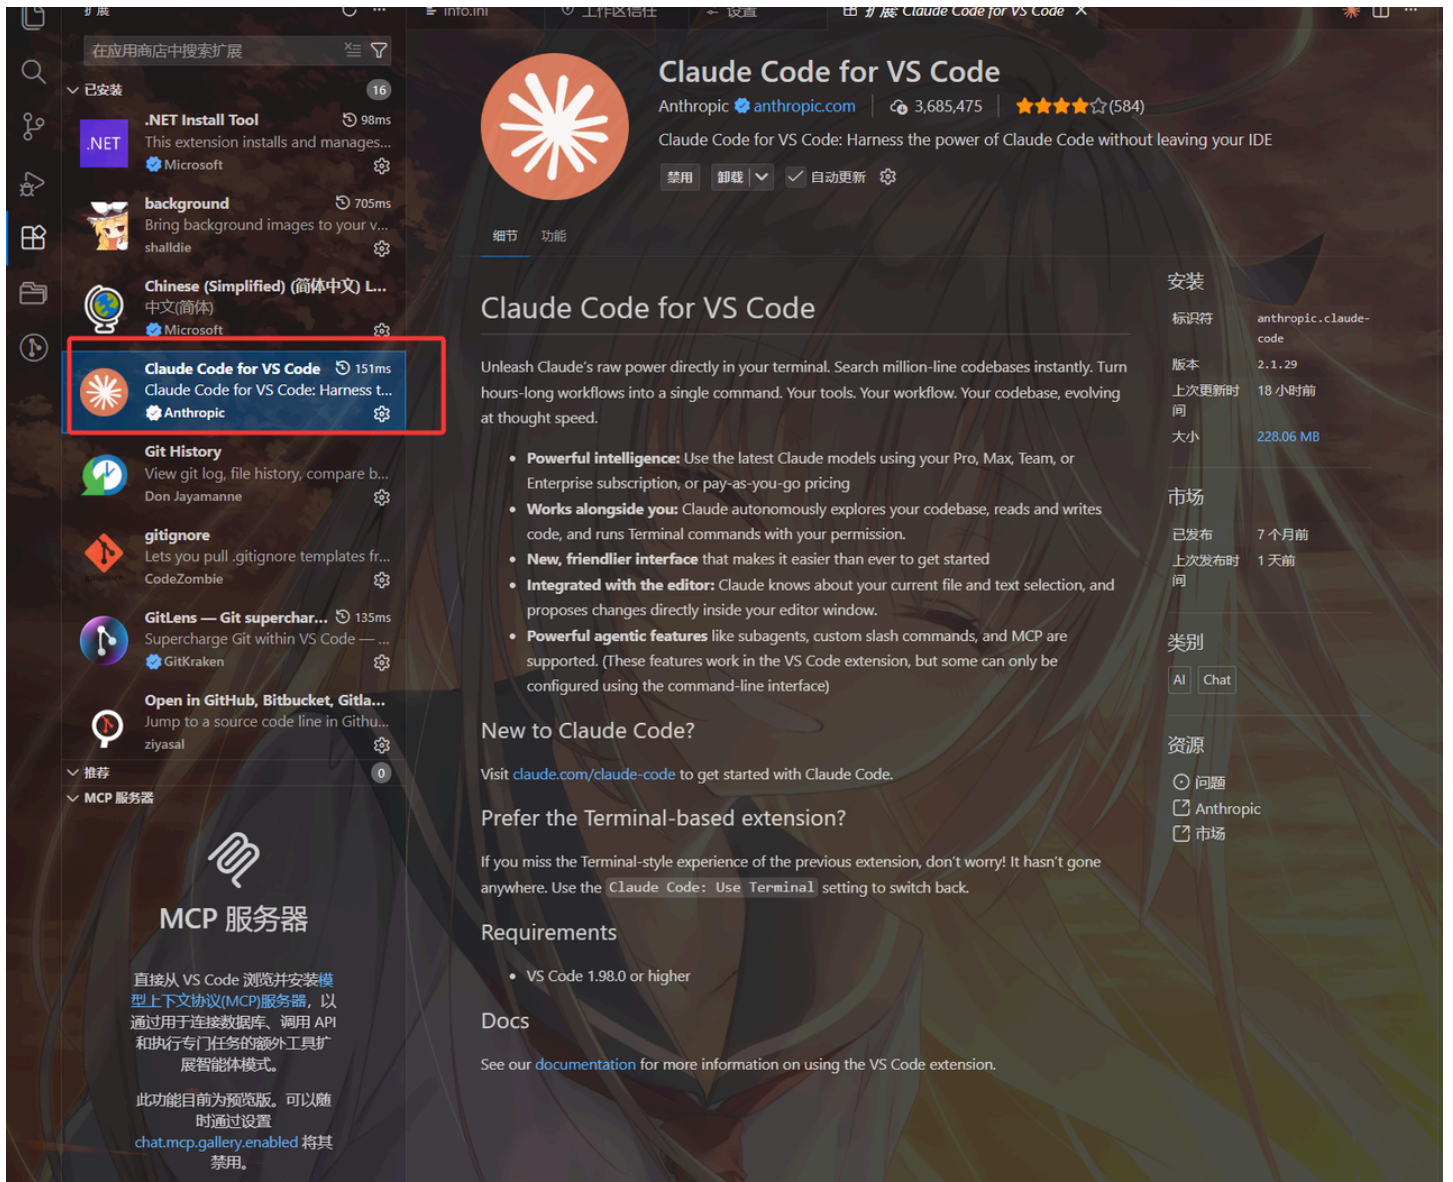 扩展
info.ini
工作区信任
设置
扩展: Claude Code for VS Code
在应用商店中搜索扩展
已安装
16
.NET
.NET Install Tool
98ms
This extension installs and manages...
Microsoft
background
705ms
Bring background images to your v...
shalldie
Chinese (Simplified) (简体中文) L...
中文(简体)
Microsoft
Claude Code for VS Code
151ms
Claude Code for VS Code: Harness t...
Anthropic
Git History
View git log, file history, compare b...
Don Jayamanne
gitignore
Lets you pull .gitignore templates fr...
CodeZombie
GitLens — Git superchar...
135ms
Supercharge Git within VS Code — ...
GitKraken
Open in GitHub, Bitbucket, Gitla...
Jump to a source code line in Githu...
ziyasal
推荐
0
MCP 服务器
MCP 服务器
直接从 VS Code 浏览并安装模
型上下文协议(MCP)服务器，以
通过用于连接数据库、调用 API
和执行专门任务的额外工具扩
展智能体模式。
此功能目前为预览版。可以随
时通过设置
chat.mcp.gallery.enabled 将其
禁用。
Claude Code for VS Code
Anthropic anthropic.com 3,685,475 (584)
Claude Code for VS Code: Harness the power of Claude Code without leaving your IDE
禁用 卸载 自动更新
细节 功能
Claude Code for VS Code
Unleash Claude’s raw power directly in your terminal. Search million-line codebases instantly. Turn
hours-long workflows into a single command. Your tools. Your workflow. Your codebase, evolving
at thought speed.
• Powerful intelligence: Use the latest Claude models using your Pro, Max, Team, or
Enterprise subscription, or pay-as-you-go pricing
• Works alongside you: Claude autonomously explores your codebase, reads and writes
code, and runs Terminal commands with your permission.
• New, friendlier interface that makes it easier than ever to get started
• Integrated with the editor: Claude knows about your current file and text selection, and
proposes changes directly inside your editor window.
• Powerful agentic features like subagents, custom slash commands, and MCP are
supported. (These features work in the VS Code extension, but some can only be
configured using the command-line interface)
New to Claude Code?
Visit claude.com/claude-code to get started with Claude Code.
Prefer the Terminal-based extension?
If you miss the Terminal-style experience of the previous extension, don’t worry! It hasn’t gone
anywhere. Use the Claude Code: Use Terminal setting to switch back.
Requirements
• VS Code 1.98.0 or higher
Docs
See our documentation for more information on using the VS Code extension.
安装
标识符 anthropic.claude-
code
版本 2.1.29
上次更新时 18 小时前
间
大小 228.06 MB
市场
已发布 7 个月前
上次发布时 1 天前
间
类别
AI Chat
资源
问题
Anthropic
市场